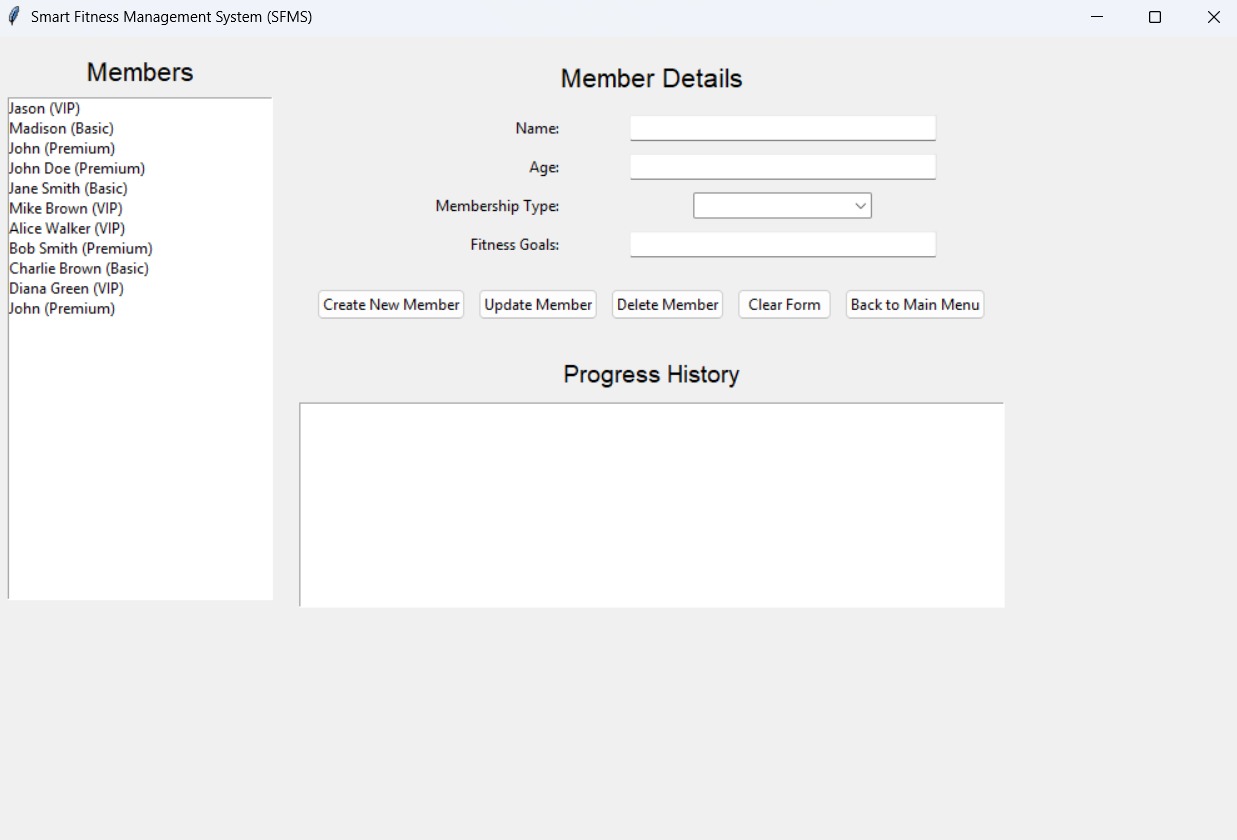 Smart Fitness Management System (SFMS)
Members
Jason (VIP)
Madison (Basic)
John (Premium)
John Doe (Premium)
Jane Smith (Basic)
Mike Brown (VIP)
Alice Walker (VIP)
Bob Smith (Premium)
Charlie Brown (Basic)
Diana Green (VIP)
John (Premium)
Member Details
Name:
Age:
Membership Type:
Fitness Goals:
Create New Member Update Member Delete Member Clear Form Back to Main Menu
Progress History